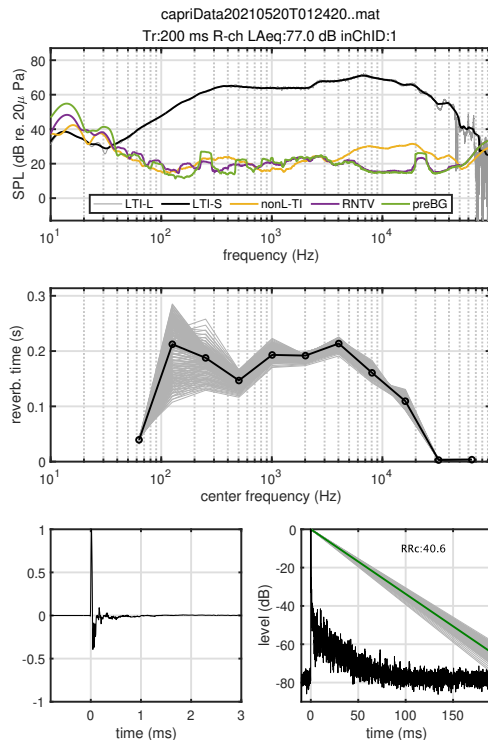 capriData20210520T012420..mat
Tr:200 ms R-ch LAeq:77.0 dB inChID:1
80
60
40
20
0
SPL (dB re. 20μ Pa)
LTI-L LTI-S nonL-TI RNTV preBG
10^1 10^2 10^3 10^4
frequency (Hz)
0.3
0.2
0.1
0
reverb. time (s)
10^1 10^2 10^3 10^4
center frequency (Hz)
1
0.5
0
-0.5
-1
0 1 2 3
time (ms)
0
-20
-40
-60
-80
level (dB)
RRc:40.6
0 50 100 150
time (ms)